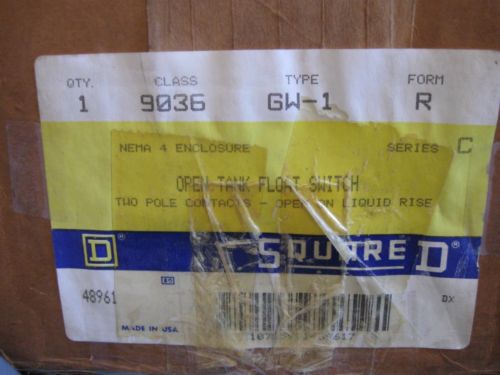 QTY. CLASS TYPE FORM
1 9036 GW-1 R
NEMA 4 ENCLOSURE SERIES C
OPEN TANK FLOAT SWITCH
TWO POLE CONTACTS - OPEN ON LIQUID RISE
D® SQUARE D®
48961 DX
MADE IN USA